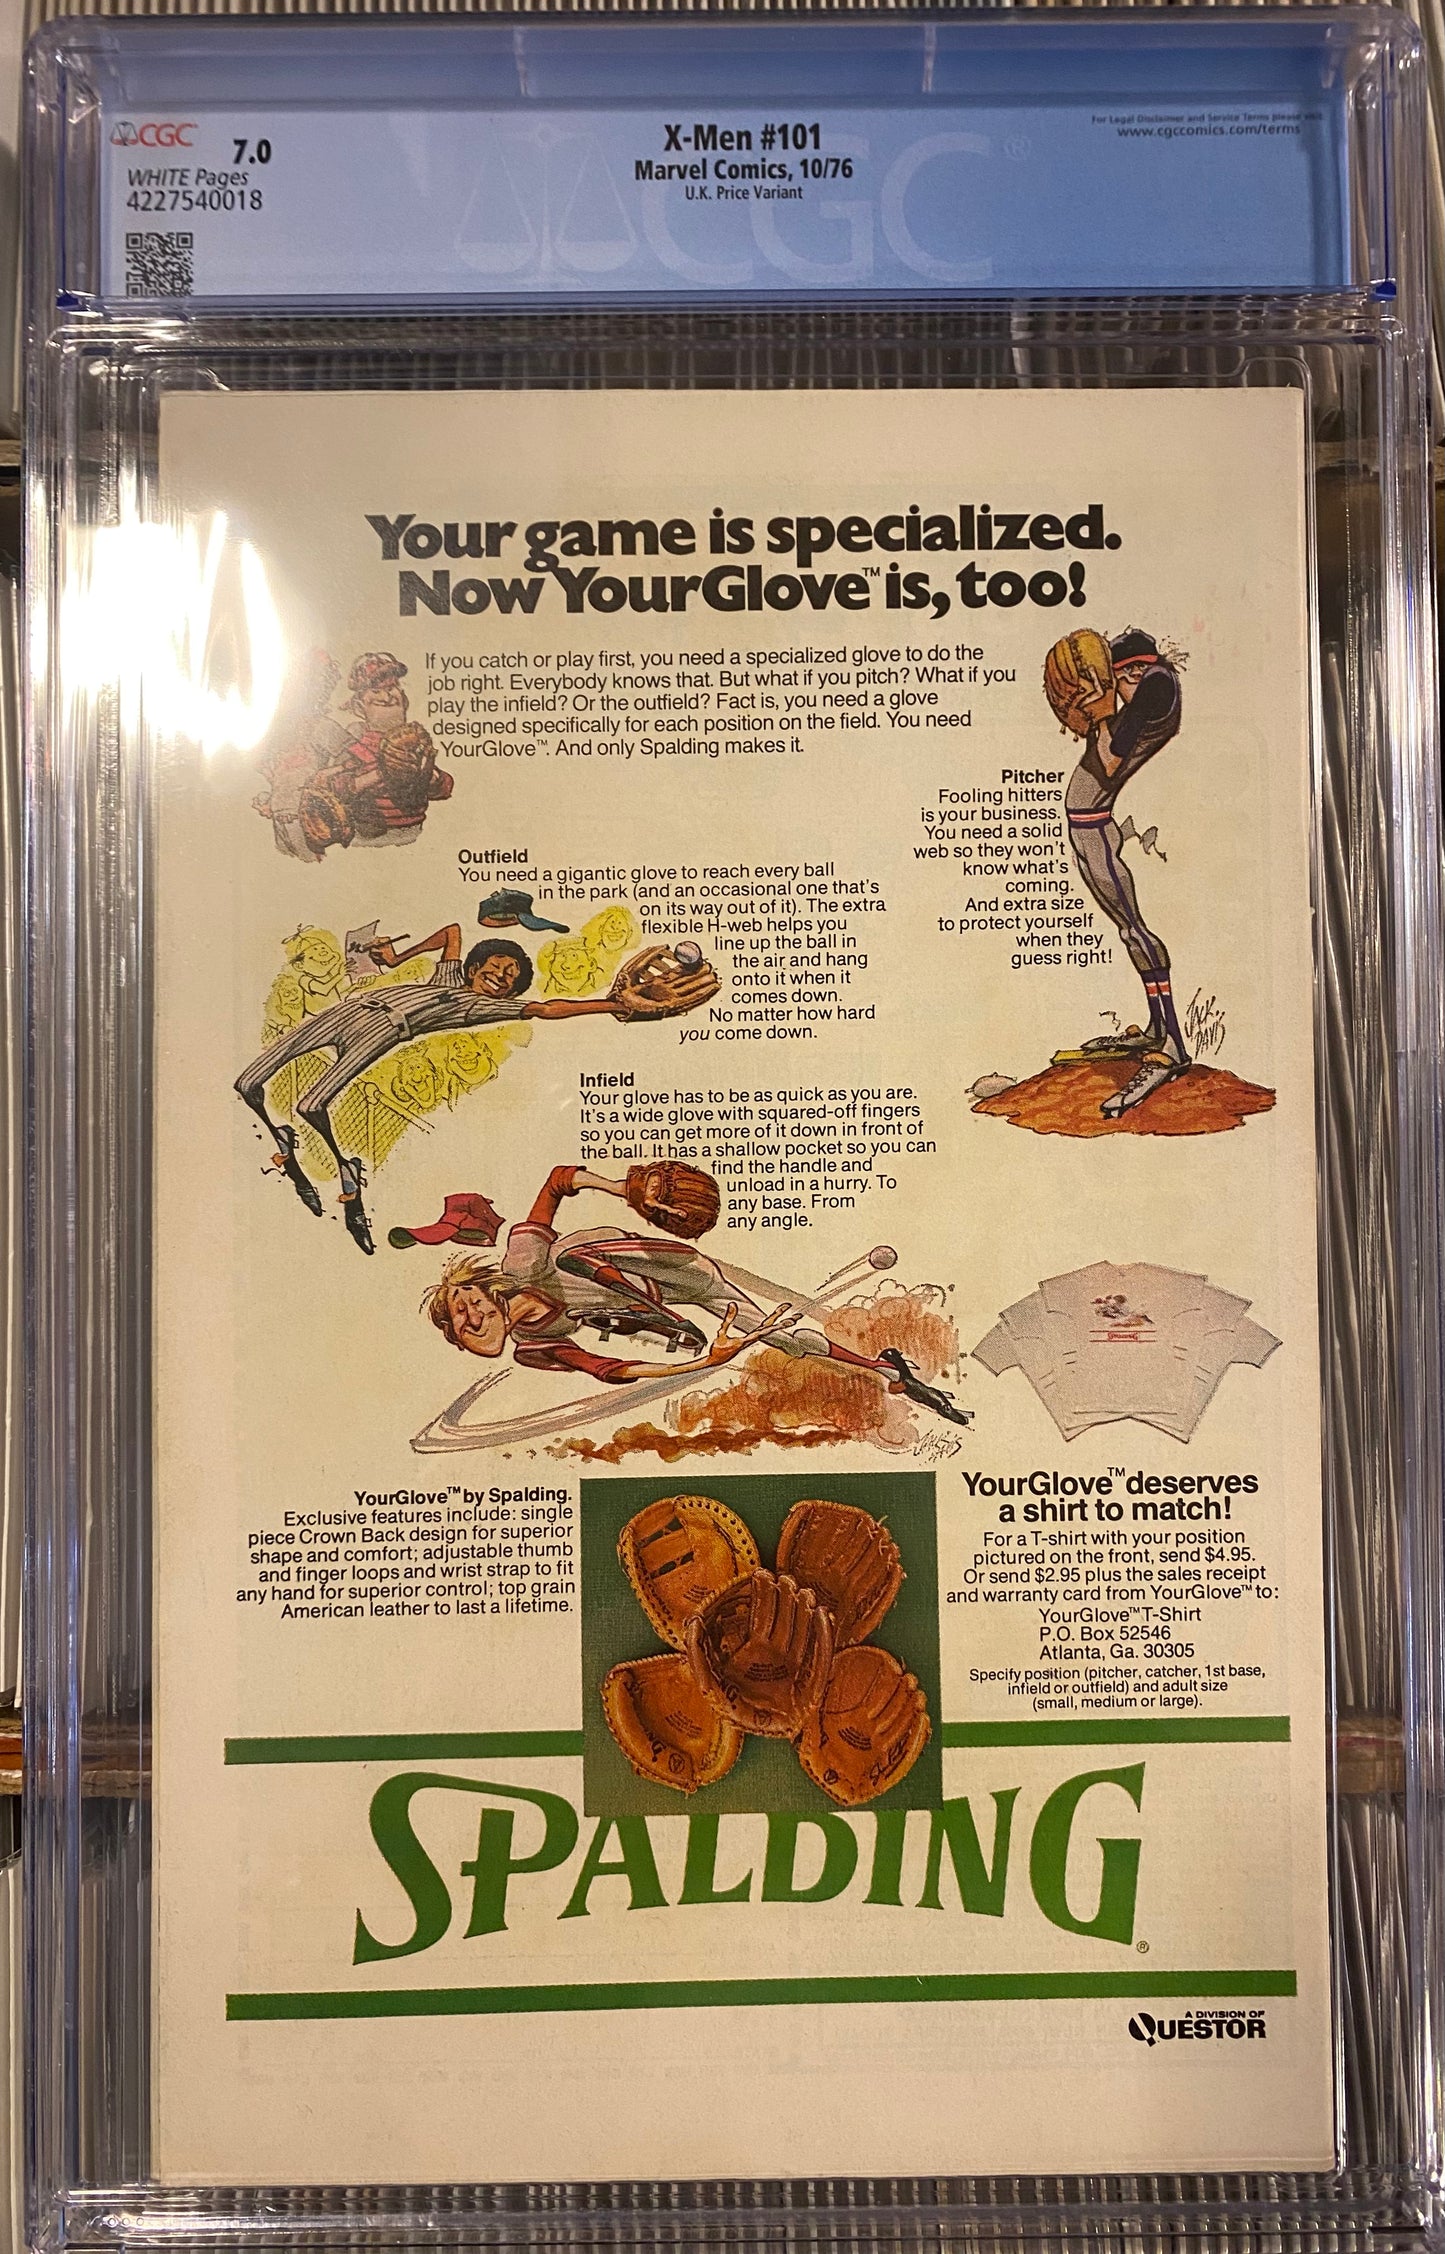 CGC
7.0
WHITE Pages
4227540018
X-Men #101
Marvel Comics, 10/76
U.K. Price Variant
For Legal Disclaimer and Service Terms please visit
www.cgccomics.com/terms
CGC®
Your game is specialized.
Now YourGlove™ is, too!
If you catch or play first, you need a specialized glove to do the
job right. Everybody knows that. But what if you pitch? What if you
play the infield? Or the outfield? Fact is, you need a glove
designed specifically for each position on the field. You need
YourGlove™. And only Spalding makes it.
Pitcher
Fooling hitters
is your business.
You need a solid
web so they won't
know what's
coming.
And extra size
to protect yourself
when they
guess right!
JACK DAVIS
Outfield
You need a gigantic glove to reach every ball
in the park (and an occasional one that's
on its way out of it). The extra
flexible H-web helps you
line up the ball in
the air and hang
onto it when it
comes down.
No matter how hard
you come down.
Infield
Your glove has to be as quick as you are.
It's a wide glove with squared-off fingers
so you can get more of it down in front of
the ball. It has a shallow pocket so you can
find the handle and
unload in a hurry. To
any base. From
any angle.
SPALDING
YourGlove™ by Spalding.
Exclusive features include: single
piece Crown Back design for superior
shape and comfort; adjustable thumb
and finger loops and wrist strap to fit
any hand for superior control; top grain
American leather to last a lifetime.
YourGlove™ deserves
a shirt to match!
For a T-shirt with your position
pictured on the front, send $4.95.
Or send $2.95 plus the sales receipt
and warranty card from YourGlove™ to:
YourGlove™ T-Shirt
P.O. Box 52546
Atlanta, Ga. 30305
Specify position (pitcher, catcher, 1st base,
infield or outfield) and adult size
(small, medium or large).
SPALDING®
A DIVISION OF
QUESTOR